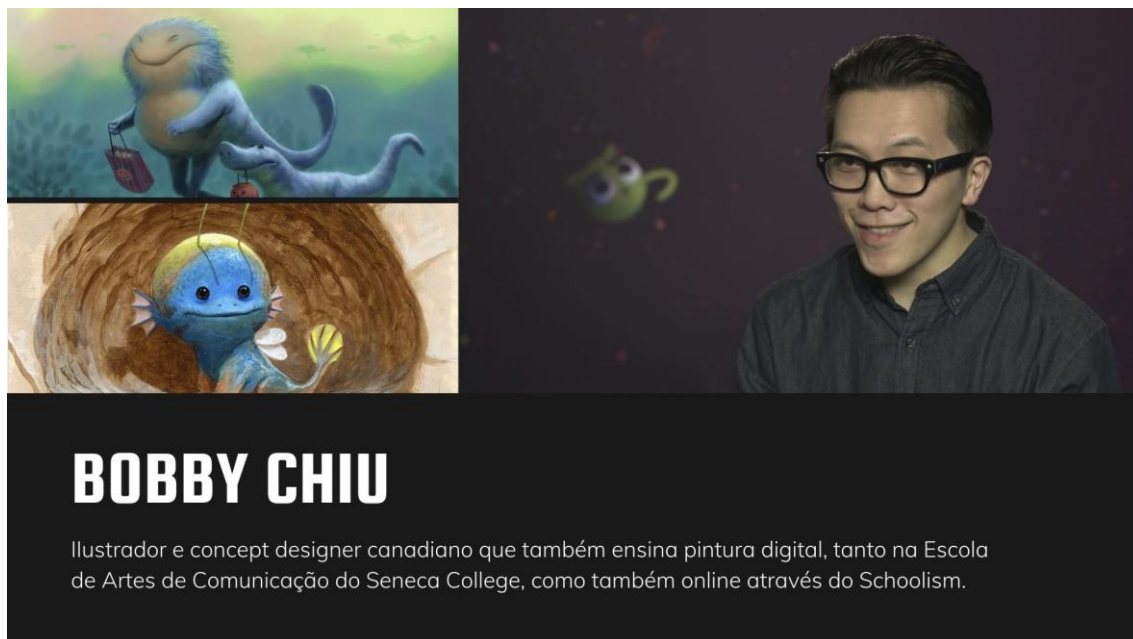 BOBBY CHIU
Ilustrador e concept designer canadiano que também ensina pintura digital, tanto na Escola
de Artes de Comunicação do Seneca College, como também online através do Schoolism.